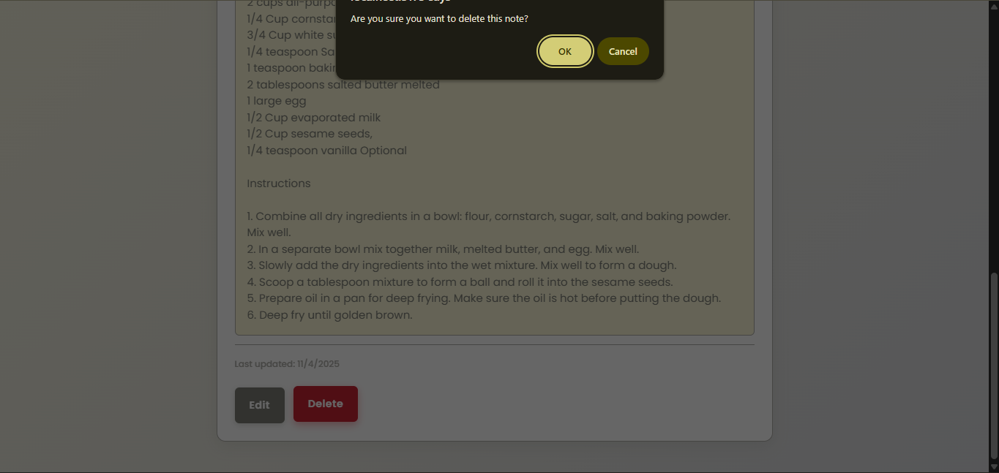 Are you sure you want to delete this note?
OK
Cancel
2 cups all-purpo
1/4 Cup cornstar
3/4 Cup white su
1/4 teaspoon Sa
1 teaspoon bakin
2 tablespoons salted butter melted
1 large egg
1/2 Cup evaporated milk
1/2 Cup sesame seeds,
1/4 teaspoon vanilla Optional
Instructions
1. Combine all dry ingredients in a bowl: flour, cornstarch, sugar, salt, and baking powder.
Mix well.
2. In a separate bowl mix together milk, melted butter, and egg. Mix well.
3. Slowly add the dry ingredients into the wet mixture. Mix well to form a dough.
4. Scoop a tablespoon mixture to form a ball and roll it into the sesame seeds.
5. Prepare oil in a pan for deep frying. Make sure the oil is hot before putting the dough.
6. Deep fry until golden brown.
Last updated: 11/4/2025
Edit
Delete